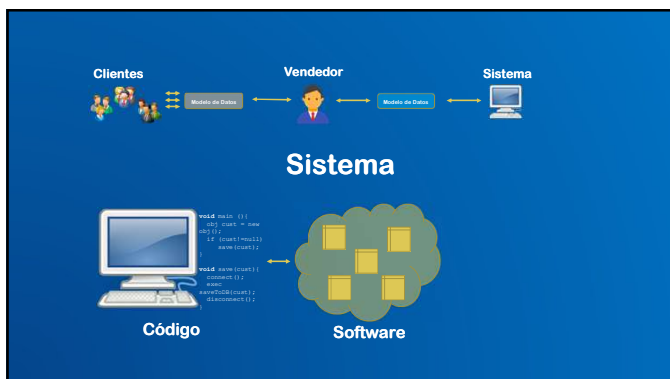 Clientes
Vendedor
Sistema
Modelo de Datos
Modelo de Datos
Sistema
void main (){
obj cust = new
obj();
if (cust!=null)
save(cust);
}
void save(cust){
connect();
exec
saveToDB(cust);
disconnect();
}
Código
Software